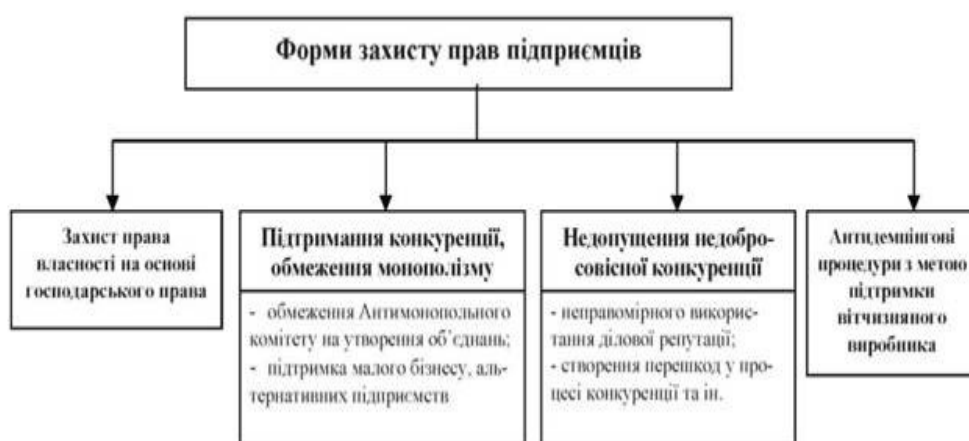 Форми захисту прав підприємців
Захист права
власності на основі
господарського права
Підтримання конкуренції,
обмеження монополізму
- обмеження Антимонопольного
комітету на утворення об’єднань;
- підтримка малого бізнесу, аль-
тернативних підприємств
Недопущення недобро-
совісної конкуренції
- неправомірного викорис-
тання ділової репутації;
- створення перешкод у про-
цесі конкуренції та ін.
Антидемпінгові
процедури з метою
підтримки
вітчизняного
виробника